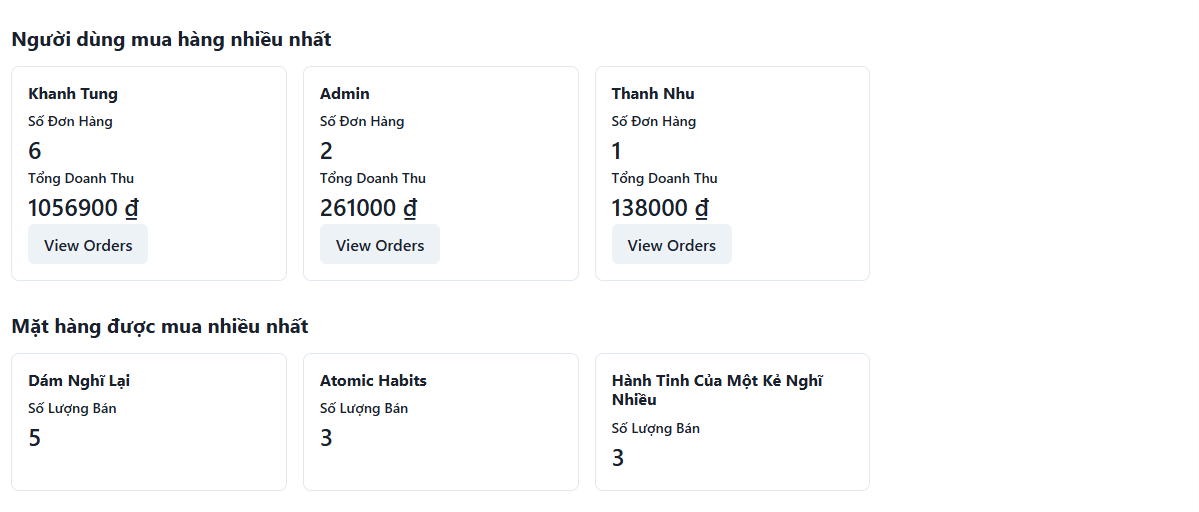 Người dùng mua hàng nhiều nhất
Khanh Tung
Số Đơn Hàng
6
Tổng Doanh Thu
1056900 ₫
View Orders
Admin
Số Đơn Hàng
2
Tổng Doanh Thu
261000 ₫
View Orders
Thanh Nhu
Số Đơn Hàng
1
Tổng Doanh Thu
138000 ₫
View Orders
Mặt hàng được mua nhiều nhất
Dám Nghĩ Lại
Số Lượng Bán
5
Atomic Habits
Số Lượng Bán
3
Hành Tinh Của Một Kẻ Nghĩ
Nhiều
Số Lượng Bán
3